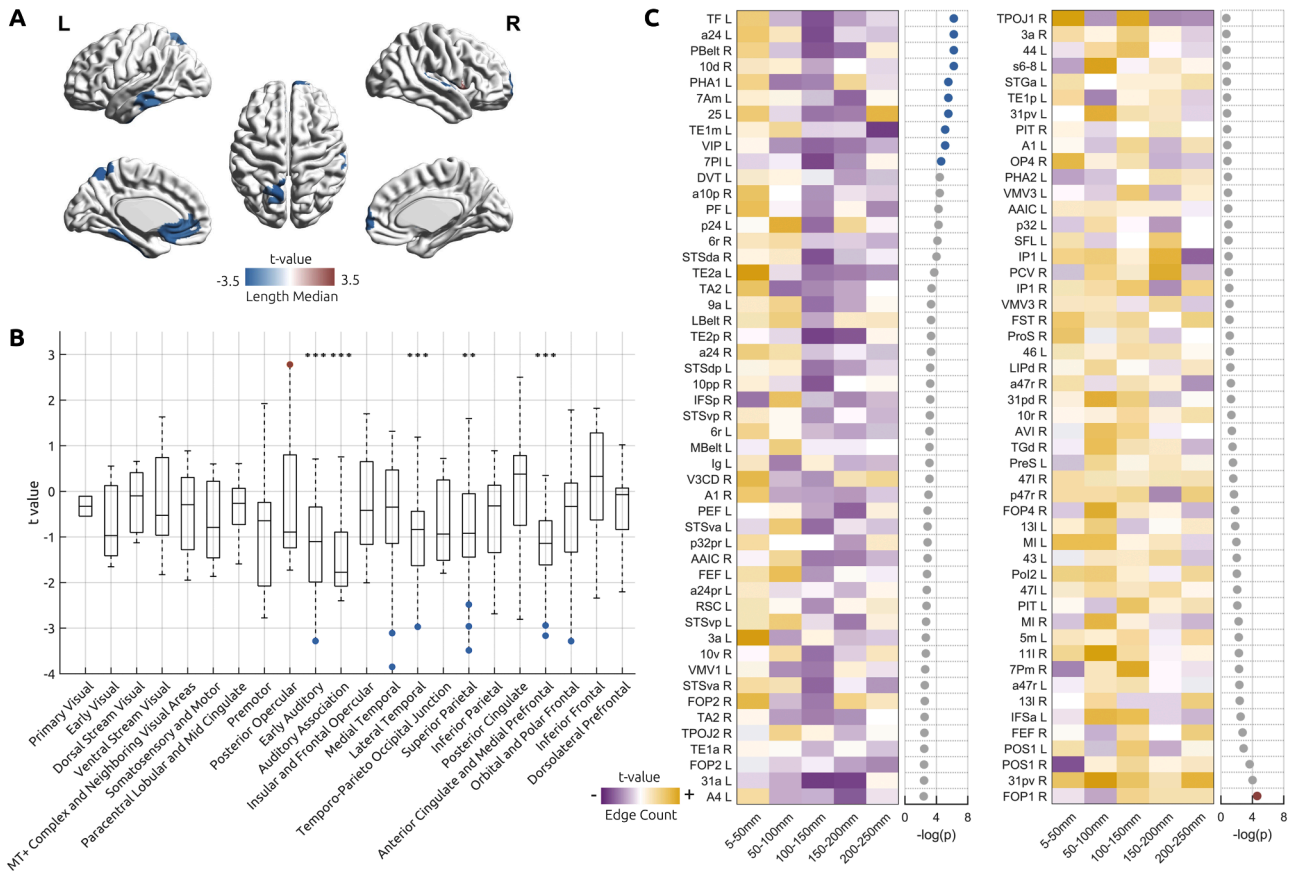 A
L
R
t-value
-3.5
3.5
Length Median
B
3
2
1
0
-1
-2
-3
-4
t value
***
***
***
**
***
Primary Visual
Early Visual
Dorsal Stream Visual
Ventral Stream Visual
MT+ Complex and Neighboring Visual Areas
Somatosensory and Motor
Paracentral Lobular and Mid Cingulate
Premotor
Posterior Opercular
Early Auditory
Auditory Association
Insular and Frontal Opercular
Medial Temporal
Lateral Temporal
Temporo-Parieto Occipital Junction
Superior Parietal
Inferior Parietal
Posterior Cingulate
Anterior Cingulate and Medial Prefrontal
Orbital and Polar Frontal
Inferior Frontal
Dorsolateral Prefrontal
C
TF L
a24 L
PBelt R
10d R
PHA1 L
7Am L
25 L
TE1m L
VIP L
7Pl L
DVT L
a10p R
PF L
p24 L
6r R
STSda R
TE2a L
TA2 L
9a L
LBelt R
TE2p R
a24 R
STSdp L
10pp R
IFSp R
STSvp R
6r L
MBelt L
Ig L
V3CD R
A1 R
PEF L
STSva L
p32pr L
AAIC R
FEF L
a24pr L
RSC L
STSvp L
3a L
10v R
VMV1 L
STSva R
FOP2 R
TA2 R
TPOJ2 R
TE1a R
FOP2 L
31a L
A4 L
5-50mm
50-100mm
100-150mm
150-200mm
200-250mm
0
4
8
-log(p)
t-value
-
+
Edge Count
TPOJ1 R
3a R
44 L
s6-8 L
STGa L
TE1p L
31pv L
PIT R
A1 L
OP4 R
PHA2 L
VMV3 L
AAIC L
p32 L
SFL L
IP1 L
PCV R
IP1 R
VMV3 R
FST R
ProS R
46 L
LIPd R
a47r R
31pd R
10r R
AVI R
TGd R
PreS L
47l R
p47r R
FOP4 R
13l L
MI L
43 L
PoI2 L
47l L
PIT R
MI R
5m L
11l R
7Pm R
a47r L
13l R
IFSa L
FEF R
POS1 L
POS1 R
31pv R
FOP1 R
5-50mm
50-100mm
100-150mm
150-200mm
200-250mm
0
4
8
-log(p)